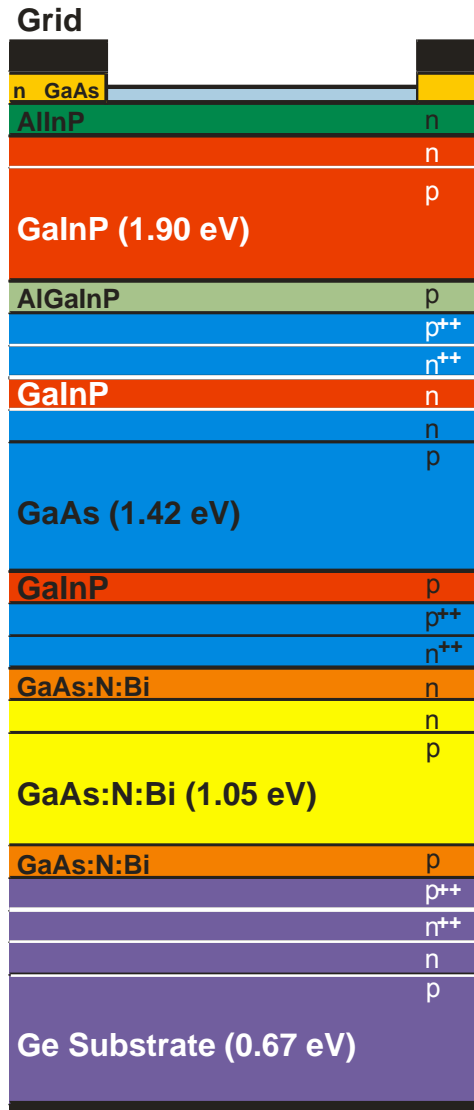 Grid
n GaAs
AlInP n
n
p
GaInP (1.90 eV)
AlGaInP p
p++
n++
GaInP n
n
p
GaAs (1.42 eV)
GaInP p
p++
n++
GaAs:N:Bi n
n
p
GaAs:N:Bi (1.05 eV)
GaAs:N:Bi p
p++
n++
n
p
Ge Substrate (0.67 eV)